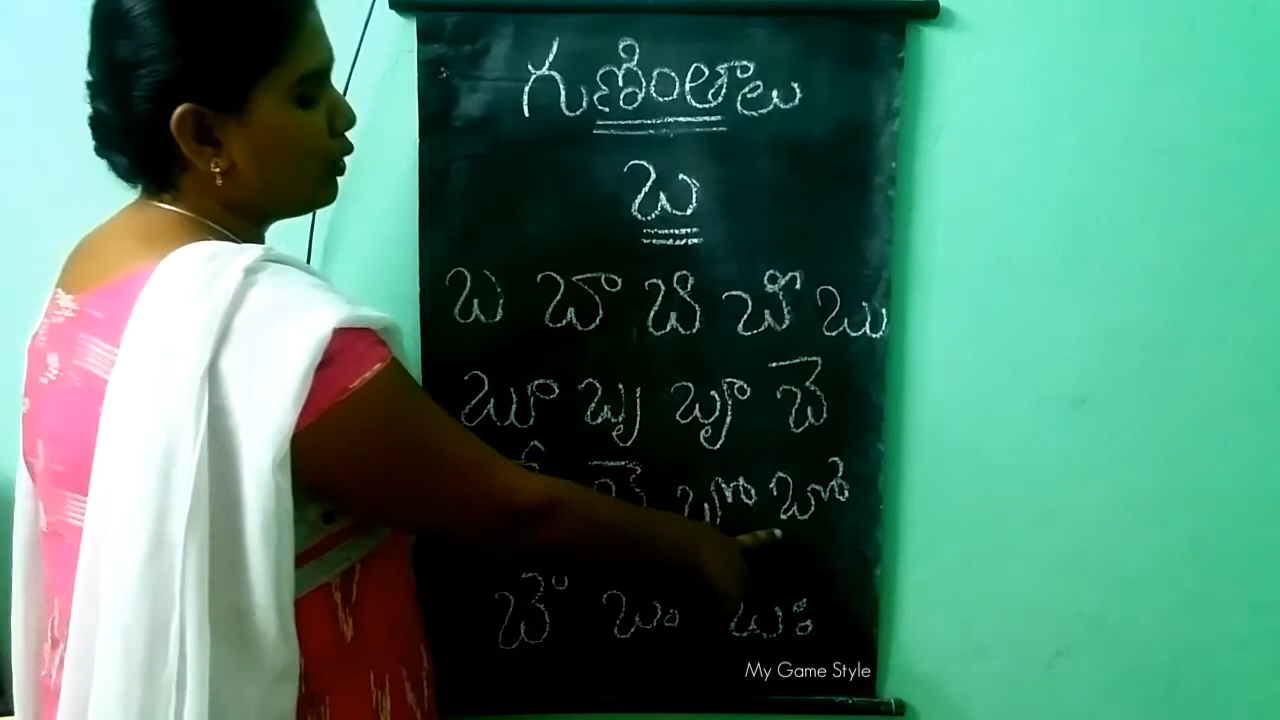 గుణింతాలు
బ
బ బా బి బీ బు
బూ బృ బౄ బె
బై బొ బో
బౌ బం బః
My Game Style